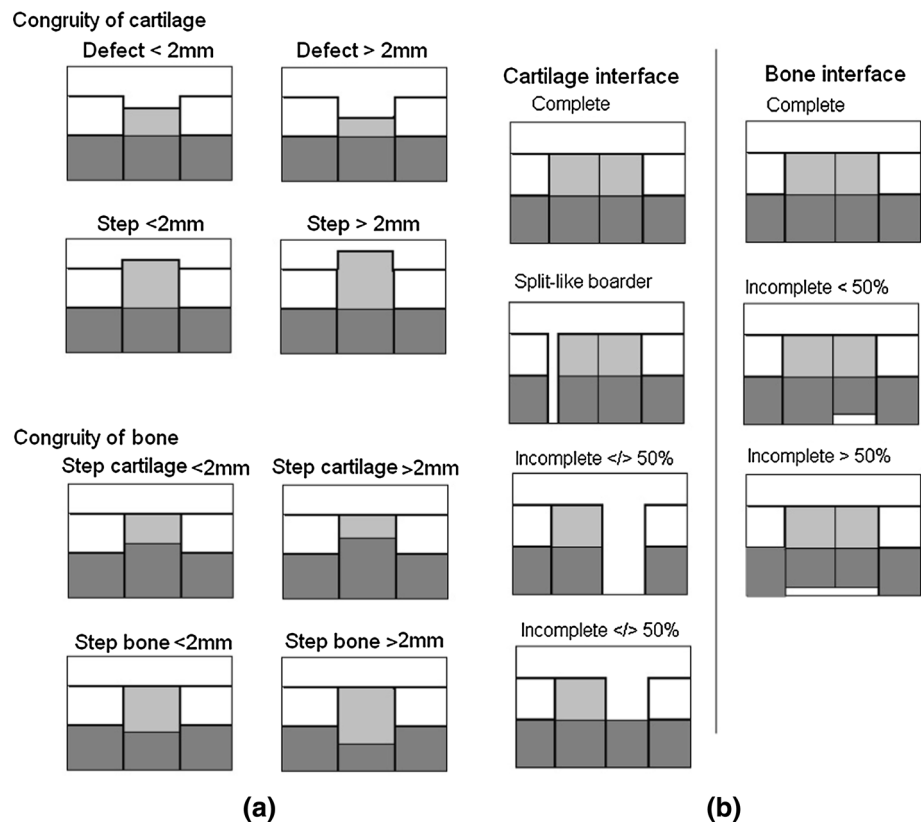 Congruity of cartilage
Defect < 2mm
Defect > 2mm
Step <2mm
Step > 2mm
Congruity of bone
Step cartilage <2mm
Step cartilage >2mm
Step bone <2mm
Step bone >2mm
(a)
Cartilage interface
Complete
Split-like boarder
Incomplete </> 50%
Incomplete </> 50%
Bone interface
Complete
Incomplete < 50%
Incomplete > 50%
(b)